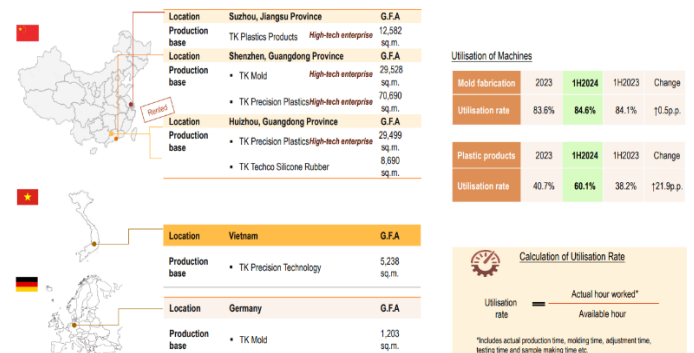 Location Suzhou, Jiangsu Province G.F.A
Production base TK Plastics Products High-tech enterprise 12,582 sq.m.
Location Shenzhen, Guangdong Province G.F.A
Production base ▪ TK Mold High-tech enterprise 29,528 sq.m.
▪ TK Precision Plastics High-tech enterprise 70,690 sq.m.
Rented
Location Huizhou, Guangdong Province G.F.A
Production base ▪ TK Precision Plastics High-tech enterprise 29,499 sq.m.
▪ TK Techco Silicone Rubber 8,690 sq.m.
Location Vietnam G.F.A
Production base ▪ TK Precision Technology 5,238 sq.m.
Location Germany G.F.A
Production base ▪ TK Mold 1,203 sq.m.
Utilisation of Machines
Mold fabrication 2023 1H2024 1H2023 Change
Utilisation rate 83.6% 84.6% 84.1% ↑0.5p.p.
Plastic products 2023 1H2024 1H2023 Change
Utilisation rate 40.7% 60.1% 38.2% ↑21.9p.p.
Calculation of Utilisation Rate
Utilisation rate = Actual hour worked*
Available hour
*Includes actual production time, molding time, adjustment time,
testing time and sample making time etc.